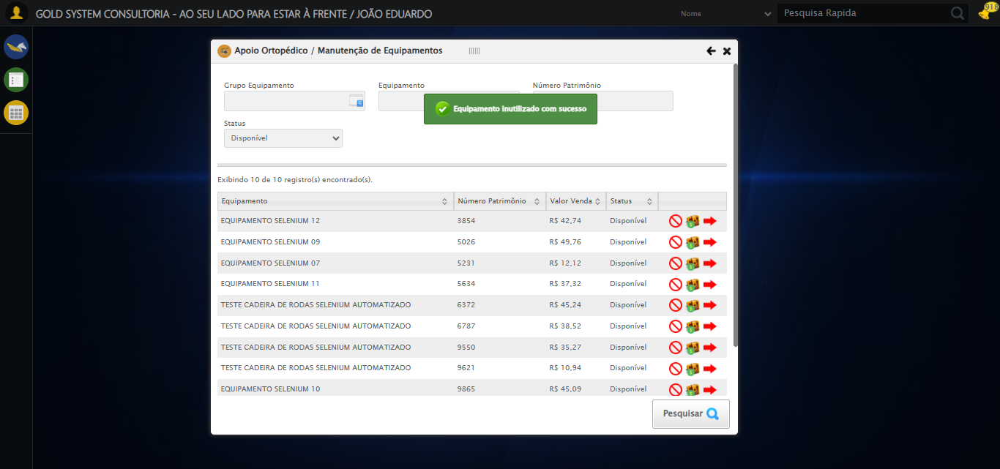 GOLD SYSTEM CONSULTORIA - AO SEU LADO PARA ESTAR À FRENTE / JOÃO EDUARDO
Nome
Pesquisa Rapida
918
Apoio Ortopédico / Manutenção de Equipamentos
Grupo Equipamento
Equipamento
Número Patrimônio
Equipamento inutilizado com sucesso
Status
Disponível
Exibindo 10 de 10 registro(s) encontrado(s).
Equipamento Número Patrimônio Valor Venda Status
EQUIPAMENTO SELENIUM 12 3854 R$ 42,74 Disponível
EQUIPAMENTO SELENIUM 09 5026 R$ 49,76 Disponível
EQUIPAMENTO SELENIUM 07 5231 R$ 12,12 Disponível
EQUIPAMENTO SELENIUM 11 5634 R$ 37,32 Disponível
TESTE CADEIRA DE RODAS SELENIUM AUTOMATIZADO 6372 R$ 45,24 Disponível
TESTE CADEIRA DE RODAS SELENIUM AUTOMATIZADO 6787 R$ 38,52 Disponível
TESTE CADEIRA DE RODAS SELENIUM AUTOMATIZADO 9550 R$ 35,27 Disponível
TESTE CADEIRA DE RODAS SELENIUM AUTOMATIZADO 9621 R$ 10,94 Disponível
EQUIPAMENTO SELENIUM 10 9865 R$ 45,09 Disponível
Pesquisar